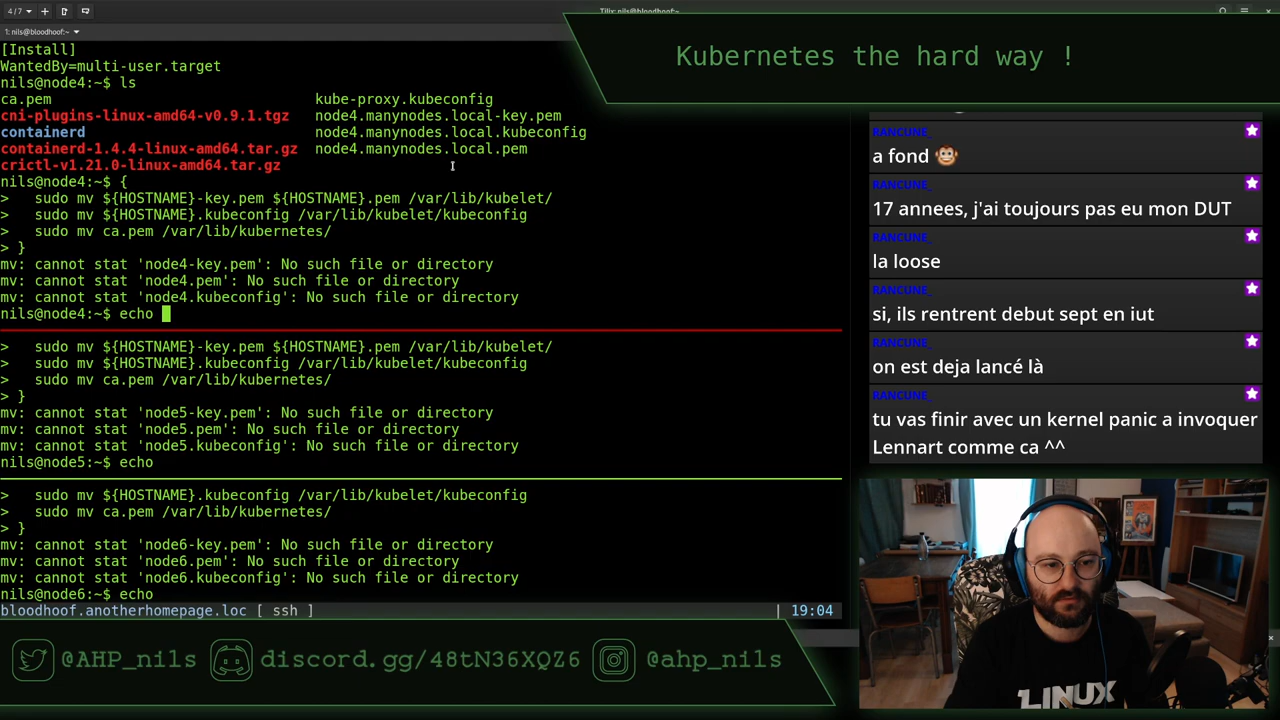 4 / 7
Tilix: nils@bloodhoof:~
1: nils@bloodhoof:~
[Install]
WantedBy=multi-user.target
nils@node4:~$ ls
ca.pem kube-proxy.kubeconfig
cni-plugins-linux-amd64-v0.9.1.tgz node4.manynodes.local-key.pem
containerd node4.manynodes.local.kubeconfig
containerd-1.4.4-linux-amd64.tar.gz node4.manynodes.local.pem
crictl-v1.21.0-linux-amd64.tar.gz
nils@node4:~$ {
> sudo mv ${HOSTNAME}-key.pem ${HOSTNAME}.pem /var/lib/kubelet/
> sudo mv ${HOSTNAME}.kubeconfig /var/lib/kubelet/kubeconfig
> sudo mv ca.pem /var/lib/kubernetes/
> }
mv: cannot stat 'node4-key.pem': No such file or directory
mv: cannot stat 'node4.pem': No such file or directory
mv: cannot stat 'node4.kubeconfig': No such file or directory
nils@node4:~$ echo
> sudo mv ${HOSTNAME}-key.pem ${HOSTNAME}.pem /var/lib/kubelet/
> sudo mv ${HOSTNAME}.kubeconfig /var/lib/kubelet/kubeconfig
> sudo mv ca.pem /var/lib/kubernetes/
> }
mv: cannot stat 'node5-key.pem': No such file or directory
mv: cannot stat 'node5.pem': No such file or directory
mv: cannot stat 'node5.kubeconfig': No such file or directory
nils@node5:~$ echo
> sudo mv ${HOSTNAME}.kubeconfig /var/lib/kubelet/kubeconfig
> sudo mv ca.pem /var/lib/kubernetes/
> }
mv: cannot stat 'node6-key.pem': No such file or directory
mv: cannot stat 'node6.pem': No such file or directory
mv: cannot stat 'node6.kubeconfig': No such file or directory
nils@node6:~$ echo
bloodhoof.anotherhomepage.loc [ ssh ] | 19:04
Kubernetes the hard way !
RANCUNE_
a fond
RANCUNE_
17 annees, j'ai toujours pas eu mon DUT
RANCUNE_
la loose
RANCUNE_
si, ils rentrent debut sept en iut
RANCUNE_
on est deja lancé là
RANCUNE_
tu vas finir avec un kernel panic a invoquer
Lennart comme ca ^^
LINUX
@AHP_nils discord.gg/48tN36XQZ6 @ahp_nils